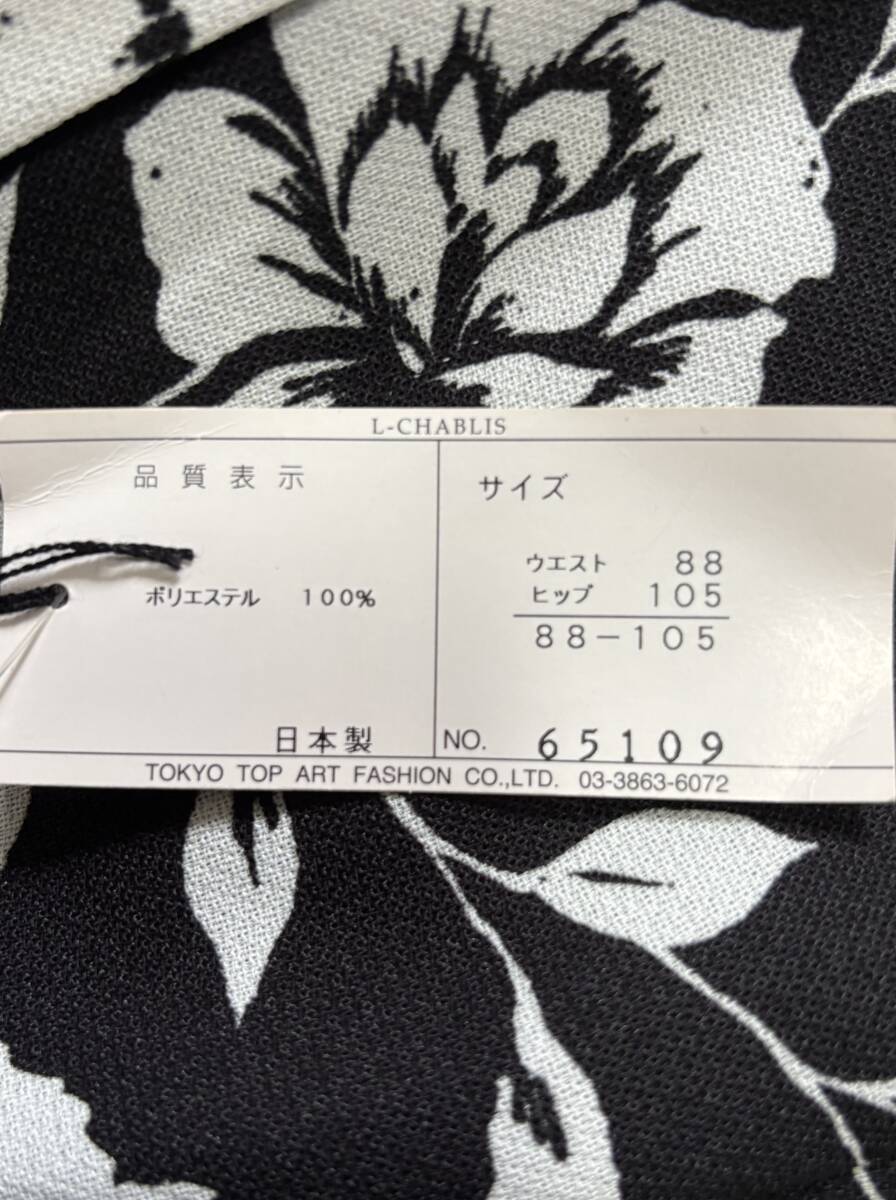 L-CHABLIS
品質表示
ポリエステル 100%
日本製
サイズ
ウエスト 88
ヒップ 105
88-105
NO. 65109
TOKYO TOP ART FASHION CO.,LTD. 03-3863-6072